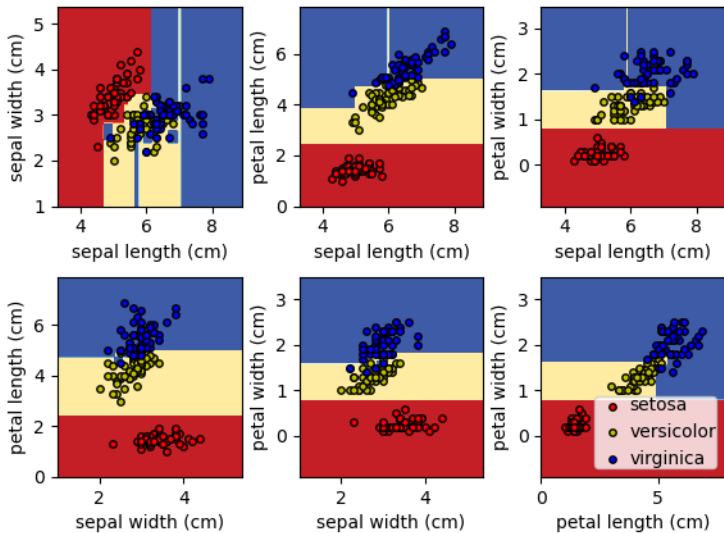 5
4
3
2
1
sepal width (cm)
4 6 8
sepal length (cm)
6
4
2
0
petal length (cm)
4 6 8
sepal length (cm)
3
2
1
0
petal width (cm)
4 6 8
sepal length (cm)
6
4
2
0
petal length (cm)
2 4
sepal width (cm)
3
2
1
0
petal width (cm)
2 4
sepal width (cm)
3
2
1
0
petal width (cm)
setosa
versicolor
virginica
0 5
petal length (cm)